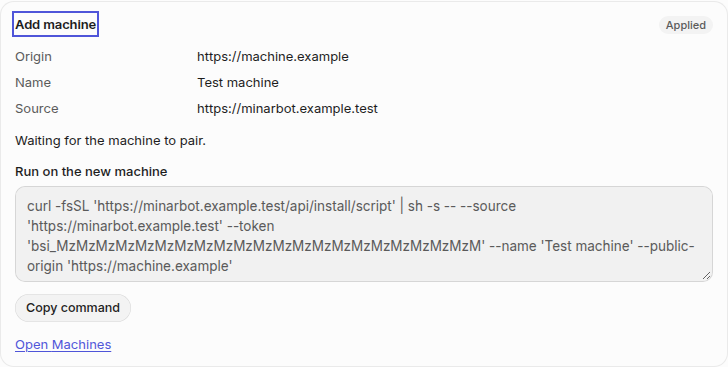 Add machine
Applied
Origin https://machine.example
Name Test machine
Source https://minarbot.example.test
Waiting for the machine to pair.
Run on the new machine
curl -fsSL 'https://minarbot.example.test/api/install/script' | sh -s -- --source
'https://minarbot.example.test' --token
'bsi_MzMzMzMzMzMzMzMzMzMzMzMzMzMzMzMzMzMzMzMzMzM' --name 'Test machine' --public-
origin 'https://machine.example'
Copy command
Open Machines